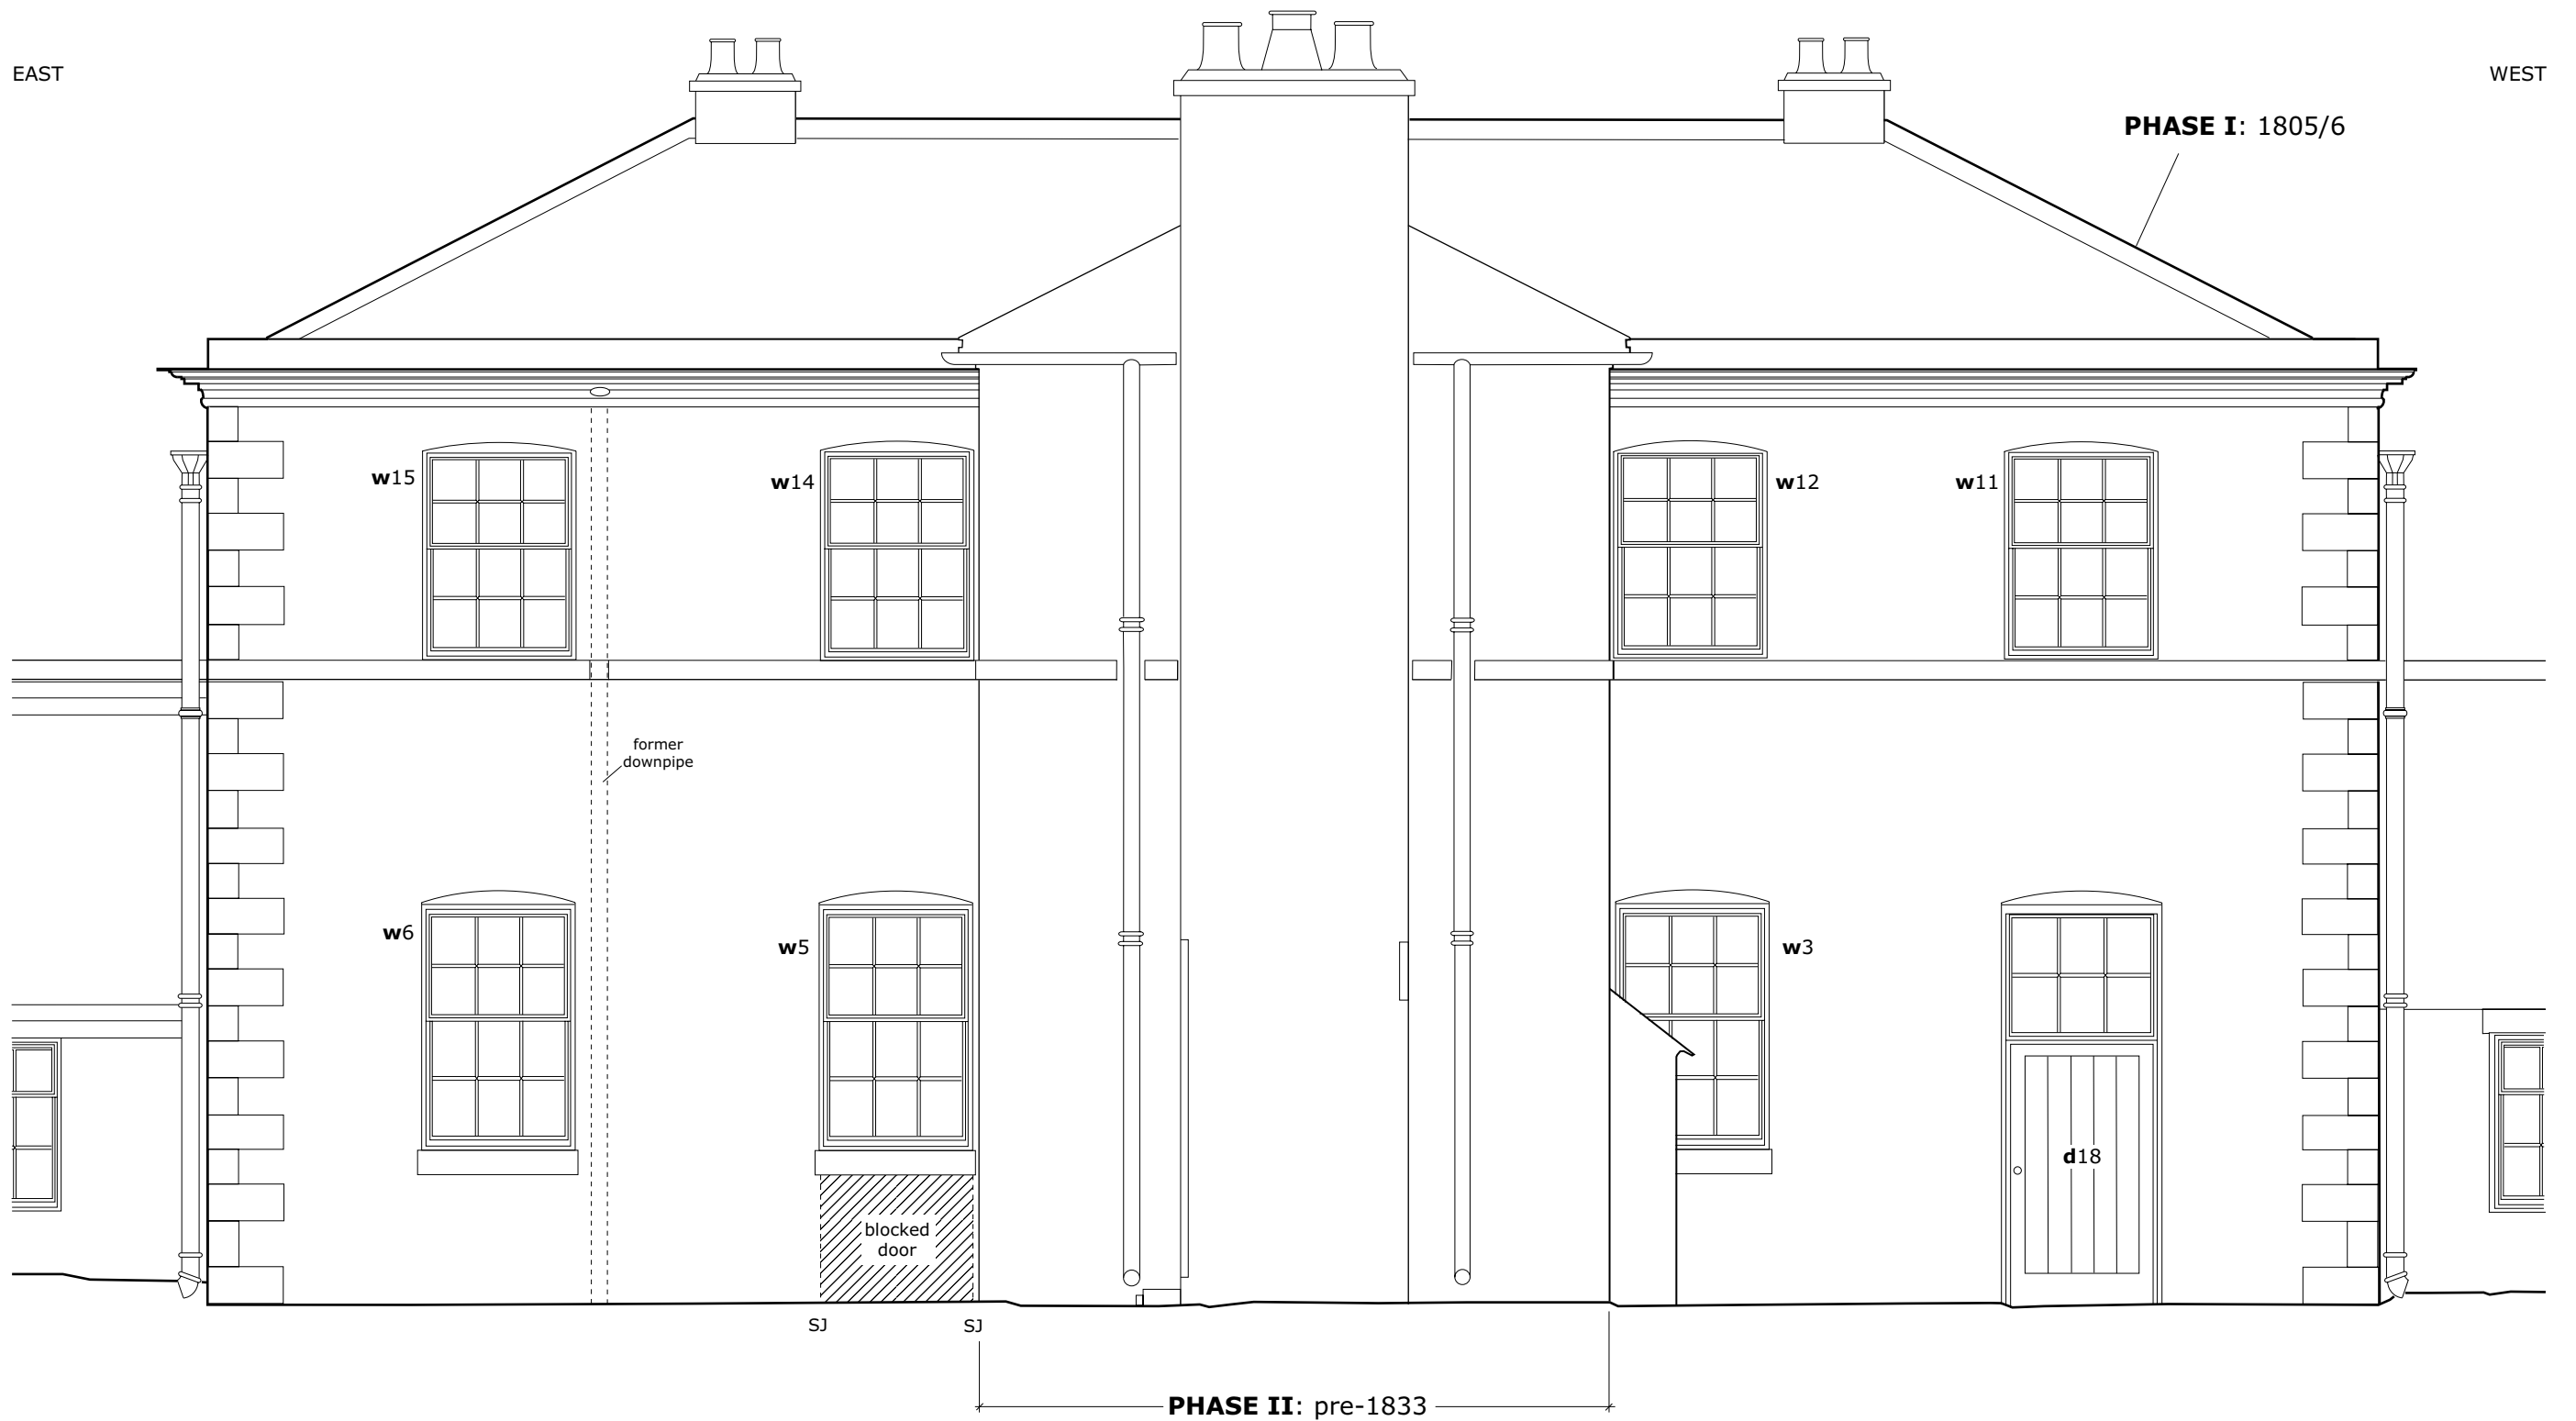 EAST
WEST
PHASE I: 1805/6
w15
w14
w12
w11
former
downpipe
w6
w5
w3
d18
blocked
door
SJ
SJ
PHASE II: pre-1833